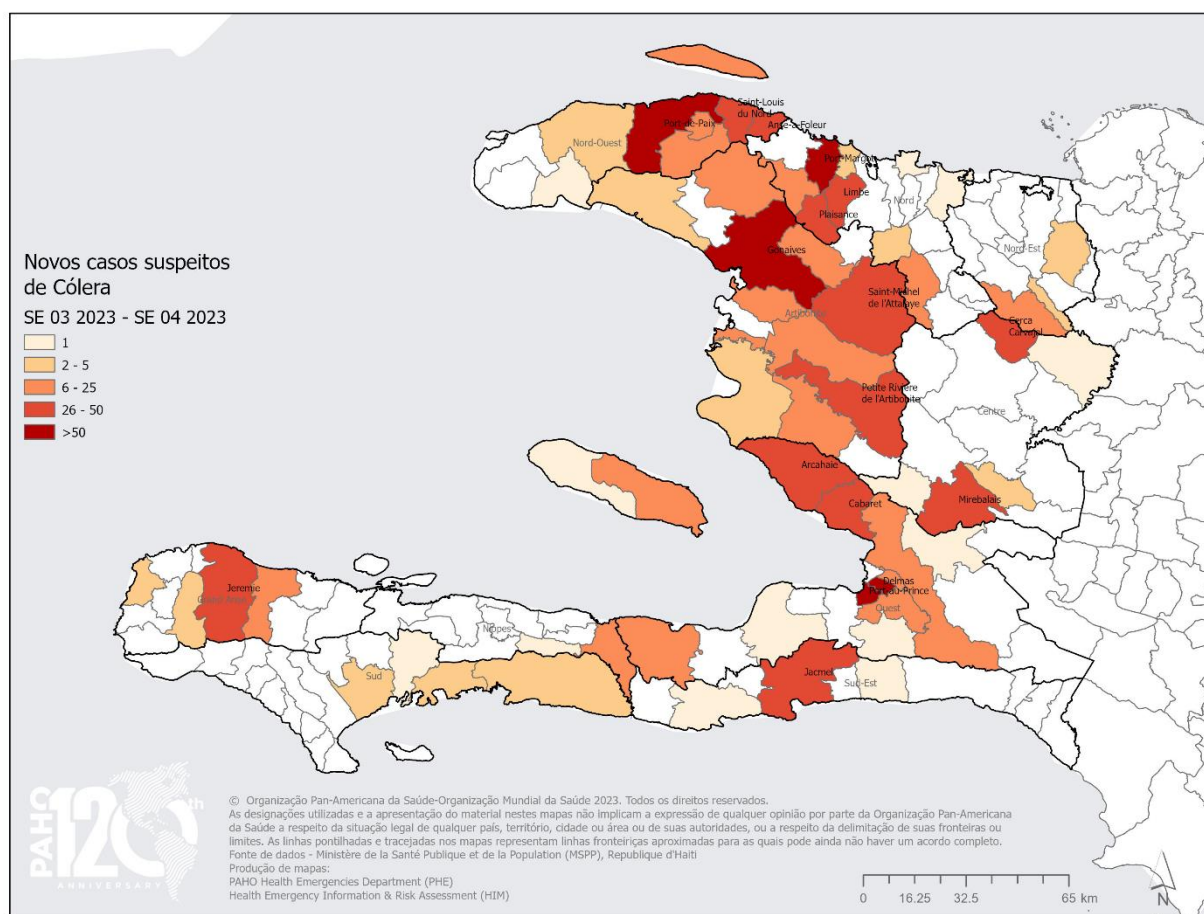 Saint-Louis
du Nord
Port-de-Paix
Anse-a-Foleur
Nord-Ouest
Port-Margot
Limbe
Nord
Plaisance
Nord-Est
Gonaives
Novos casos suspeitos
de Cólera
SE 03 2023 - SE 04 2023
1
2 - 5
6 - 25
26 - 50
>50
Saint-Michel
de l'Attalaye
Artibonite
Cerca
Carvajal
Petite Rivière
de l'Artibonite
Centre
Arcahaie
Cabaret
Mirebalais
Delmas
Port-au-Prince
Ouest
Jeremie
Grand'Anse
Nippes
Sud
Jacmel
Sud-Est
PAHO
120th
ANNIVERSARY
© Organização Pan-Americana da Saúde-Organização Mundial da Saúde 2023. Todos os direitos reservados.
As designações utilizadas e a apresentação do material nestes mapas não implicam a expressão de qualquer opinião por parte da Organização Pan-Americana
da Saúde a respeito da situação legal de qualquer país, território, cidade ou área ou de suas autoridades, ou a respeito da delimitação de suas fronteiras ou
limites. As linhas pontilhadas e tracejadas nos mapas representam linhas fronteiriças aproximadas para as quais pode ainda não haver um acordo completo.
Fonte de dados - Ministère de la Santé Publique et de la Population (MSPP), Republique d'Haiti
Produção de mapas:
PAHO Health Emergencies Department (PHE)
Health Emergency Information & Risk Assessment (HIM)
0 16.25 32.5 65 km
N